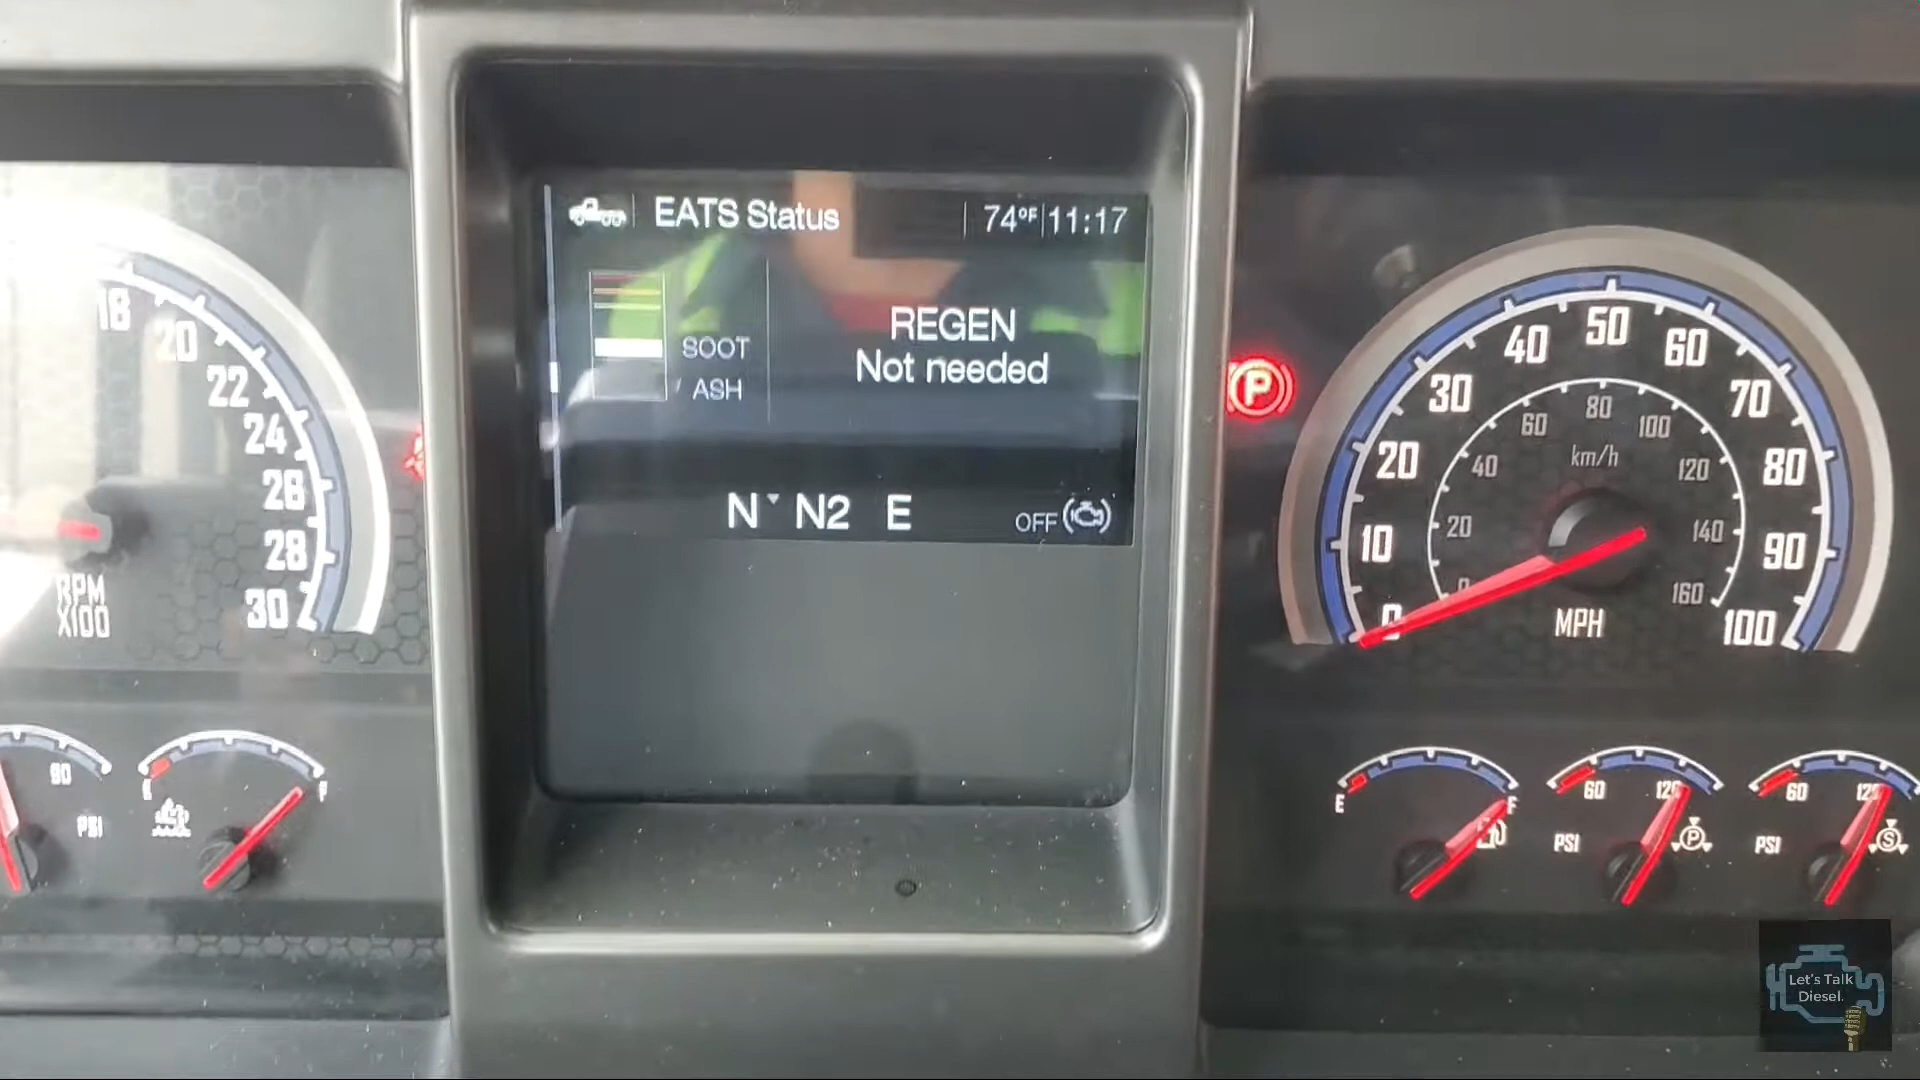 EATS Status
74°F 11:17
SOOT
ASH
REGEN
Not needed
N N2 E
OFF
18
20
22
24
26
28
30
RPM
X100
80
PSI
E
F
P
0
10
20
30
40
50
60
70
80
90
100
20
40
60
80
100
120
140
160
km/h
MPH
E
F
60
120
PSI
P
60
PSI
S
Let's Talk
Diesel.